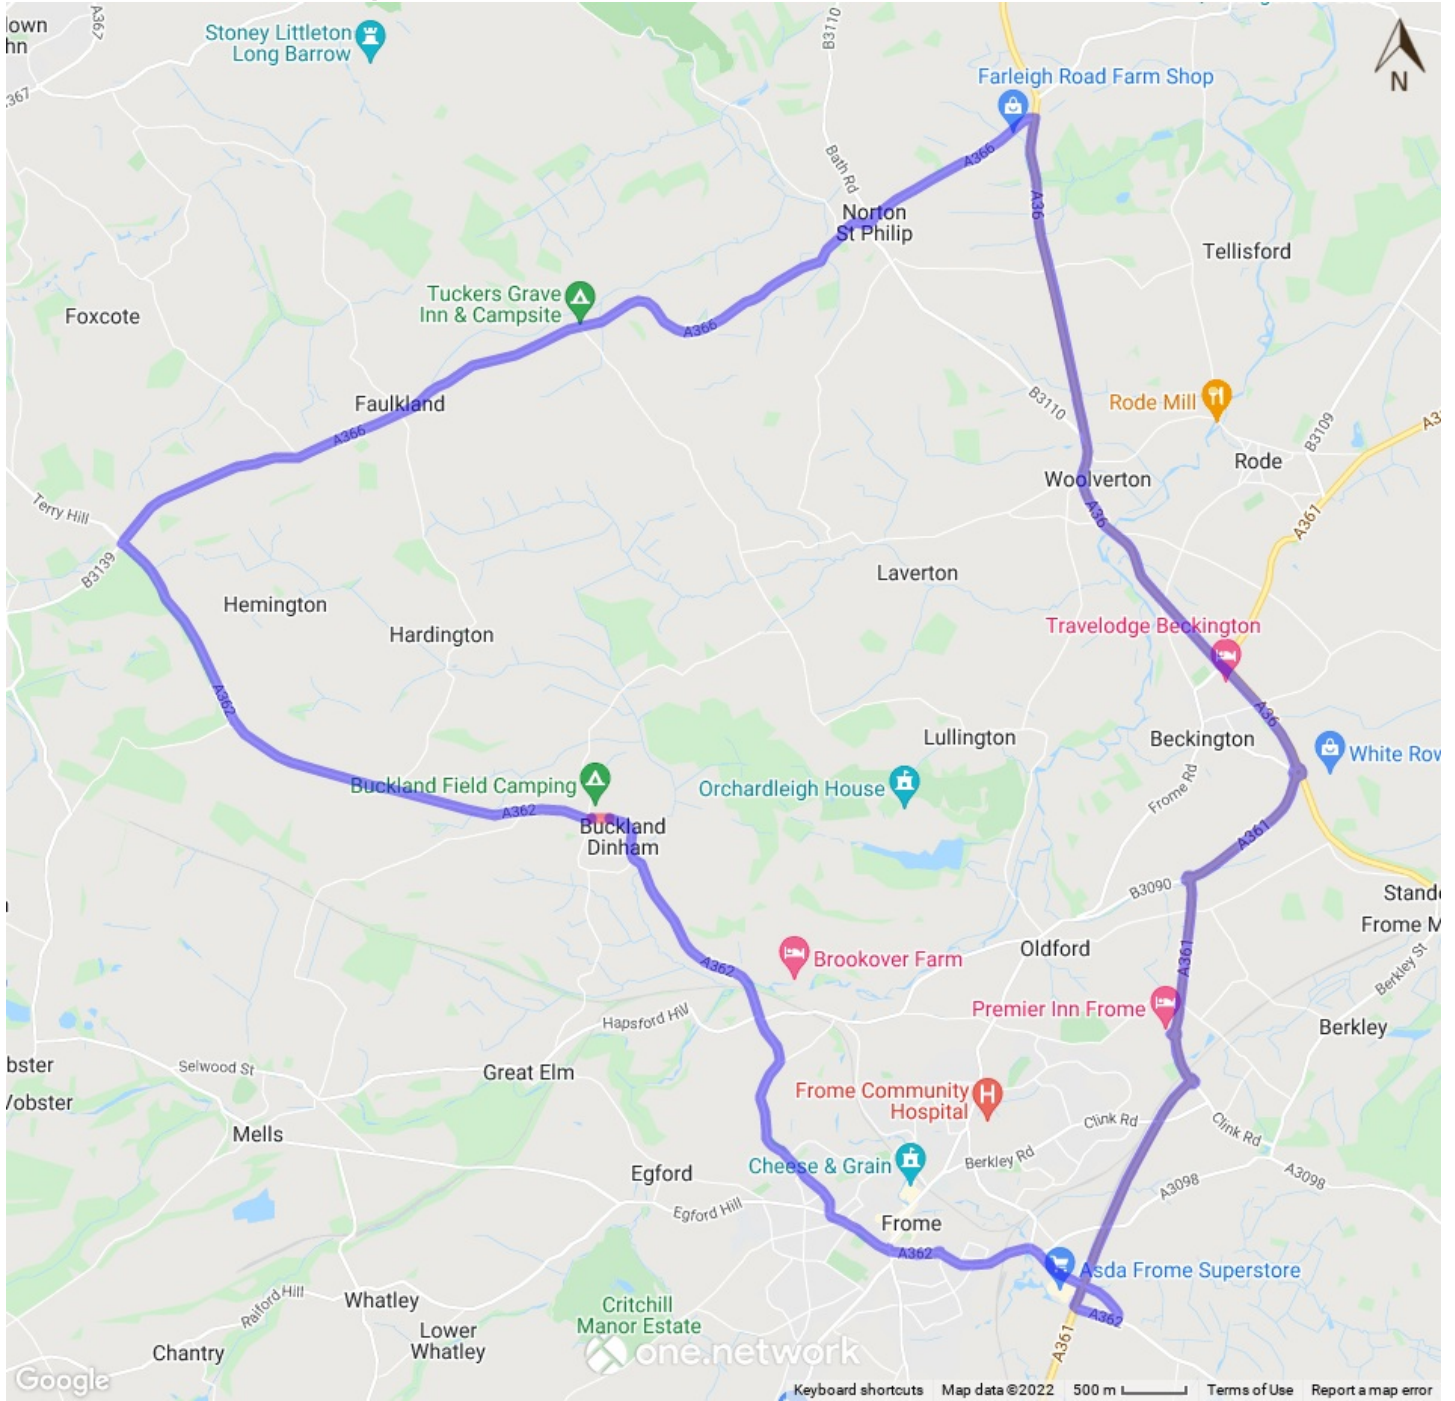 A362
B3110
Stoney Littleton
Long Barrow
Farleigh Road Farm Shop
N
A366
Bath Rd
Norton
St Philip
A36
Tellisford
Tuckers Grave
Inn & Campsite
Foxcote
A366
Faulkland
A366
B3110
Rode Mill
B3109
Rode
Woolverton
A36
A361
Terry Hill
B3139
Hemington
Hardington
Laverton
Travelodge Beckington
A362
A36
Lullington
Beckington
White Row
Buckland Field Camping
Orchardleigh House
Frome Rd
A362
Buckland
Dinham
A361
B3090
Frome M
Oldford
A361
Berkley St
Brookover Farm
A362
Premier Inn Frome
Hapsford Hill
Berkley
bster
Selwood St
Great Elm
Frome Community
Hospital
Vobster
Clink Rd
Clink Rd
Mells
Cheese & Grain
Berkley Rd
Egford
A3098
A3098
Egford Hill
Frome
A362
Asda Frome Superstore
Whatley
Critchill
Manor Estate
A362
Lower
Whatley
A361
Chantry
one.network
Google
Keyboard shortcuts Map data ©2022 500 m Terms of Use Report a map error